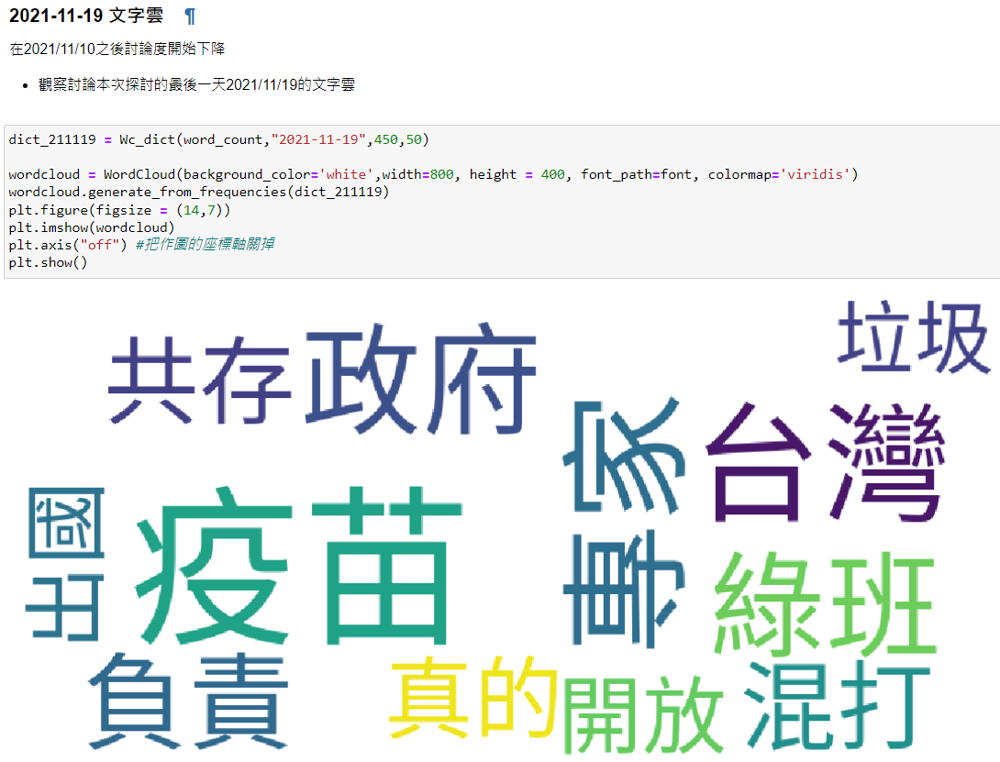 2021-11-19 文字雲 ¶
在2021/11/10之後討論度開始下降
• 觀察討論本次探討的最後一天2021/11/19的文字雲
dict_211119 = Wc_dict(word_count,"2021-11-19",450,50)
wordcloud = WordCloud(background_color='white',width=800, height = 400, font_path=font, colormap='viridis')
wordcloud.generate_from_frequencies(dict_211119)
plt.figure(figsize = (14,7))
plt.imshow(wordcloud)
plt.axis("off") #把作圖的座標軸關掉
plt.show()
垃圾
共存
政府
專家
台灣
出國
疫苗
綠班
負責
真的
開放
混打